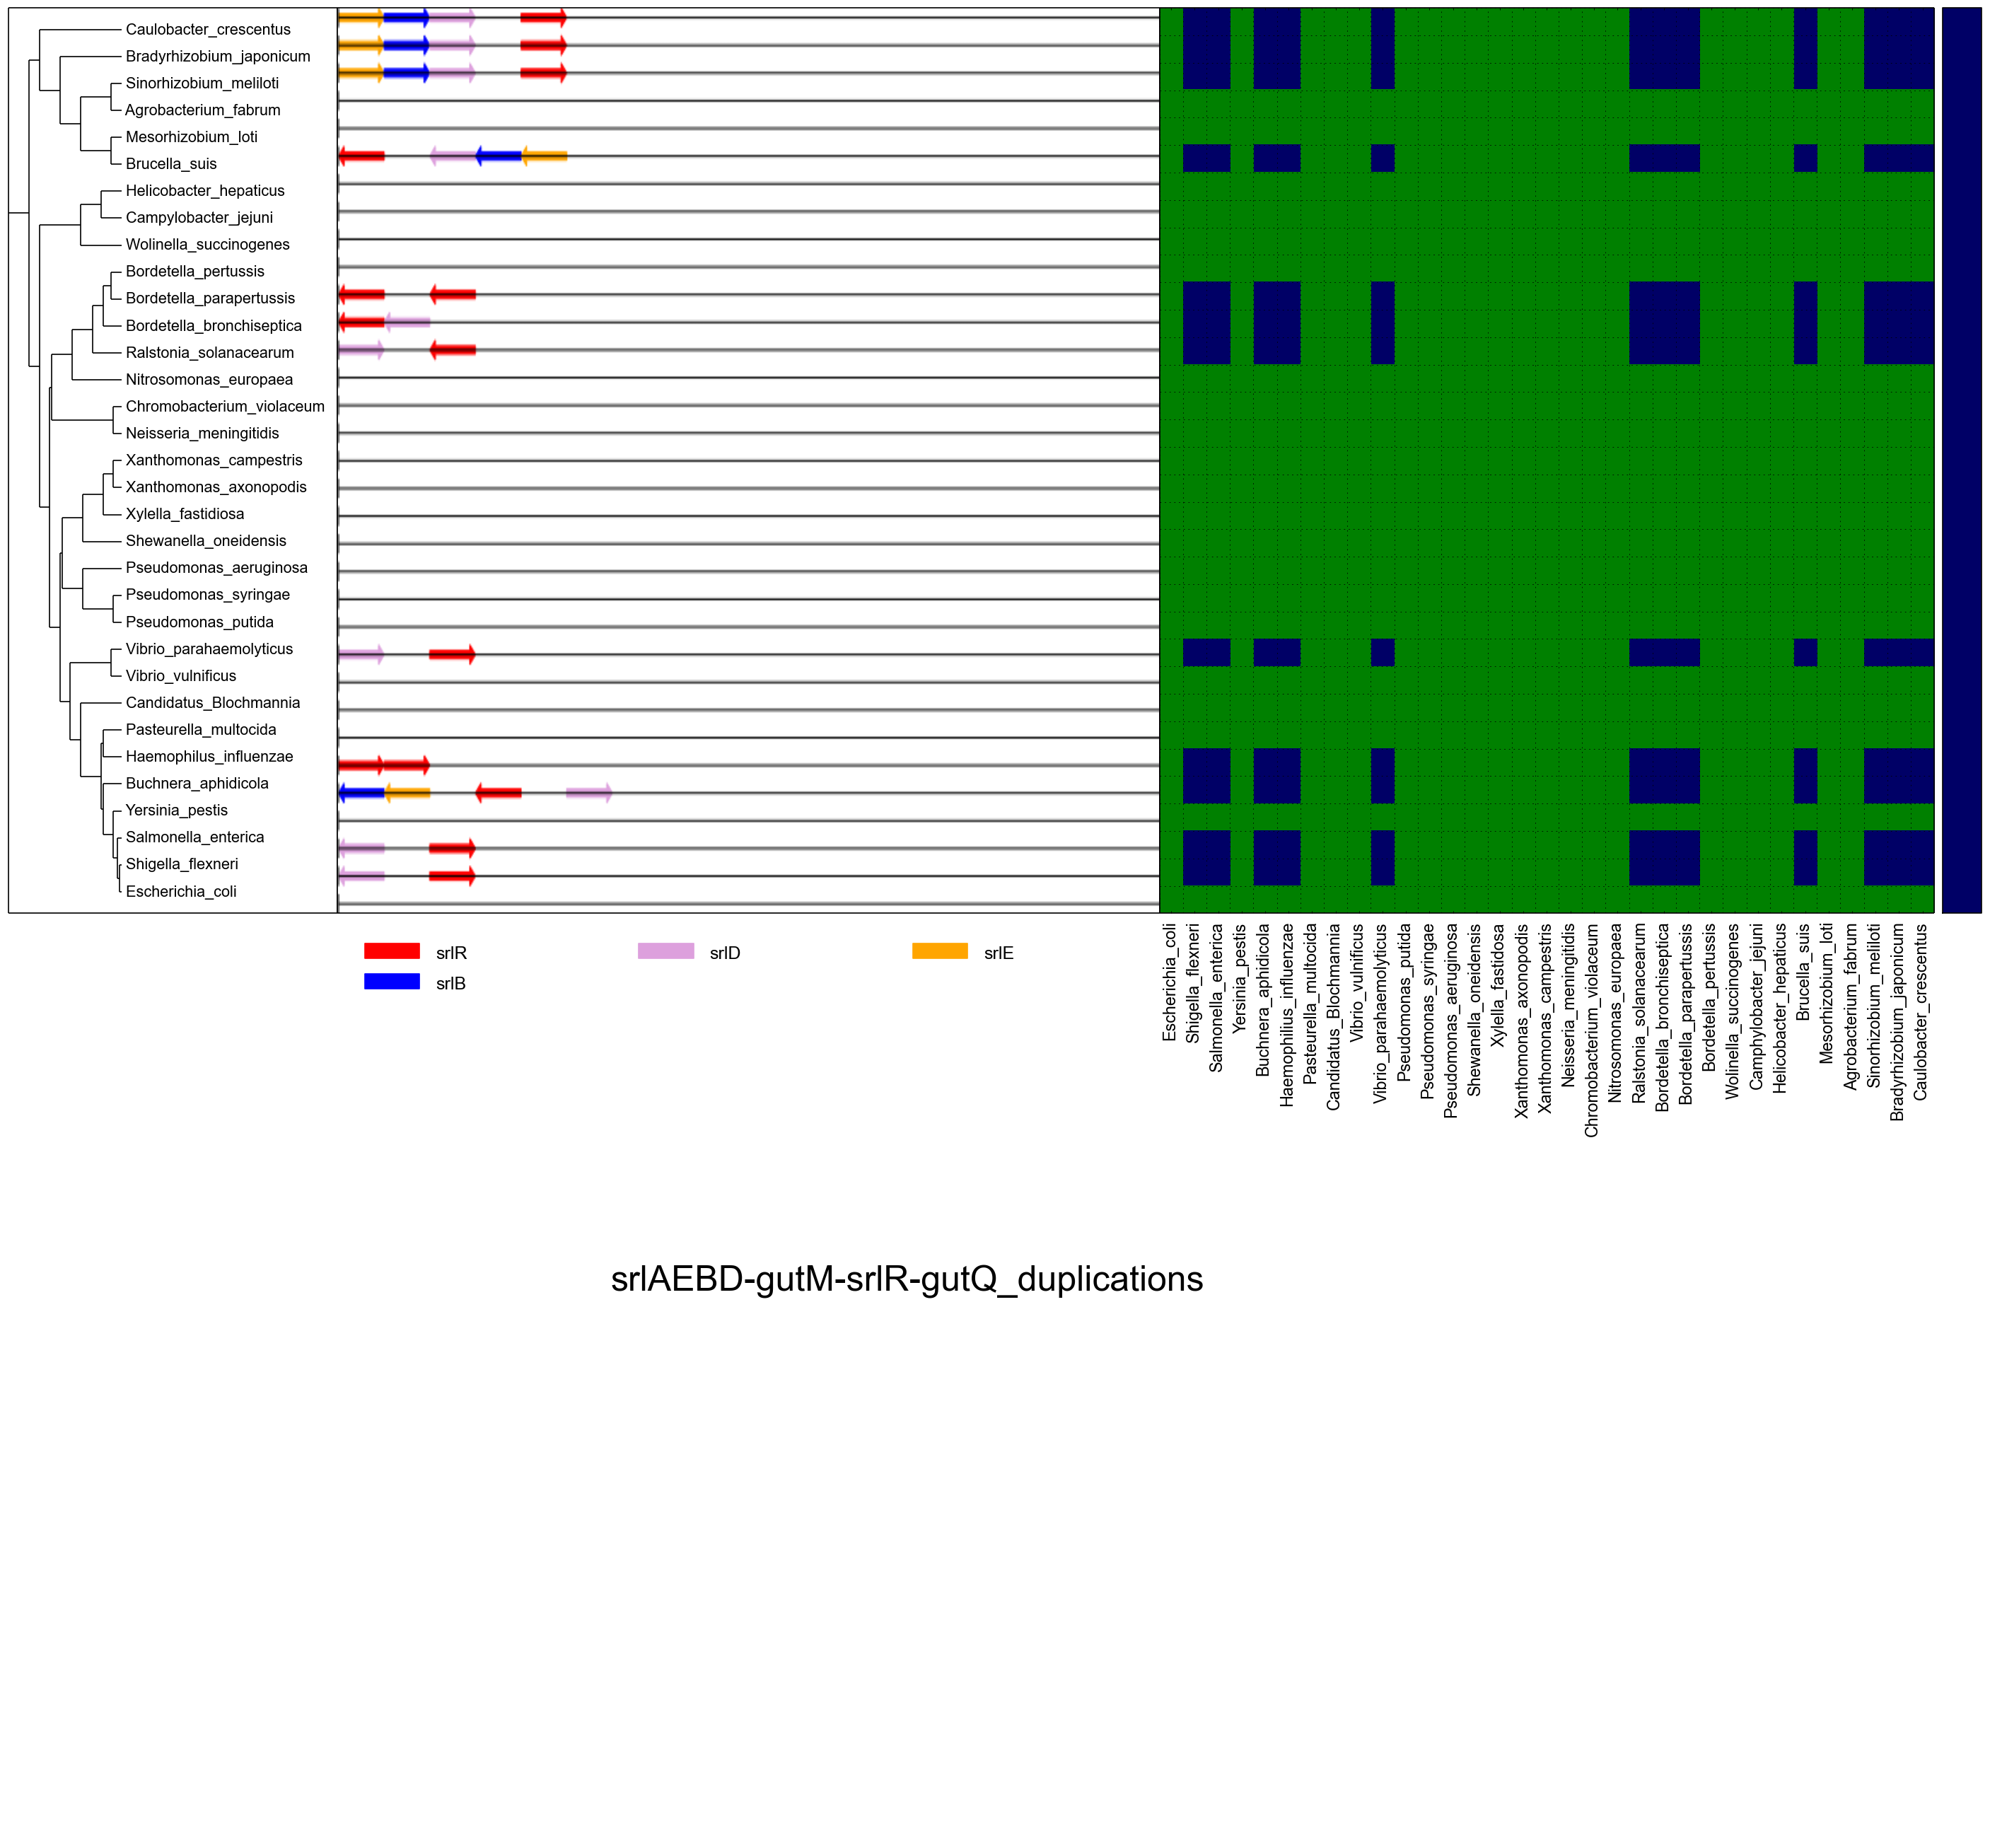 Caulobacter_crescentus
Bradyrhizobium_japonicum
Sinorhizobium_meliloti
Agrobacterium_fabrum
Mesorhizobium_loti
Brucella_suis
Helicobacter_hepaticus
Campylobacter_jejuni
Wolinella_succinogenes
Bordetella_pertussis
Bordetella_parapertussis
Bordetella_bronchiseptica
Ralstonia_solanacearum
Nitrosomonas_europaea
Chromobacterium_violaceum
Neisseria_meningitidis
Xanthomonas_campestris
Xanthomonas_axonopodis
Xylella_fastidiosa
Shewanella_oneidensis
Pseudomonas_aeruginosa
Pseudomonas_syringae
Pseudomonas_putida
Vibrio_parahaemolyticus
Vibrio_vulnificus
Candidatus_Blochmannia
Pasteurella_multocida
Haemophilus_influenzae
Buchnera_aphidicola
Yersinia_pestis
Salmonella_enterica
Shigella_flexneri
Escherichia_coli
srlR
srlD
srlE
srlB
Escherichia_coli
Shigella_flexneri
Salmonella_enterica
Yersinia_pestis
Buchnera_aphidicola
Haemophilius_influenzae
Pasteurella_multocida
Candidatus_Blochmannia
Vibrio_vulnificus
Vibrio_parahaemolyticus
Pseudomonas_putida
Pseudomonas_syringae
Pseudomonas_aeruginosa
Shewanella_oneidensis
Xylella_fastidosa
Xanthomonas_axonopodis
Xanthomonas_campestris
Neisseria_meningitidis
Chromobacterium_violaceum
Nitrosomonas_europaea
Ralstonia_solanacearum
Bordetella_bronchiseptica
Bordetella_parapertussis
Bordetella_pertussis
Wolinella_succinogenes
Camphylobacter_jejuni
Helicobacter_hepaticus
Brucella_suis
Mesorhizobium_loti
Agrobacterium_fabrum
Sinorhizobium_meliloti
Bradyrhizobium_japonicum
Caulobacter_crescentus
srlAEBD-gutM-srlR-gutQ_duplications